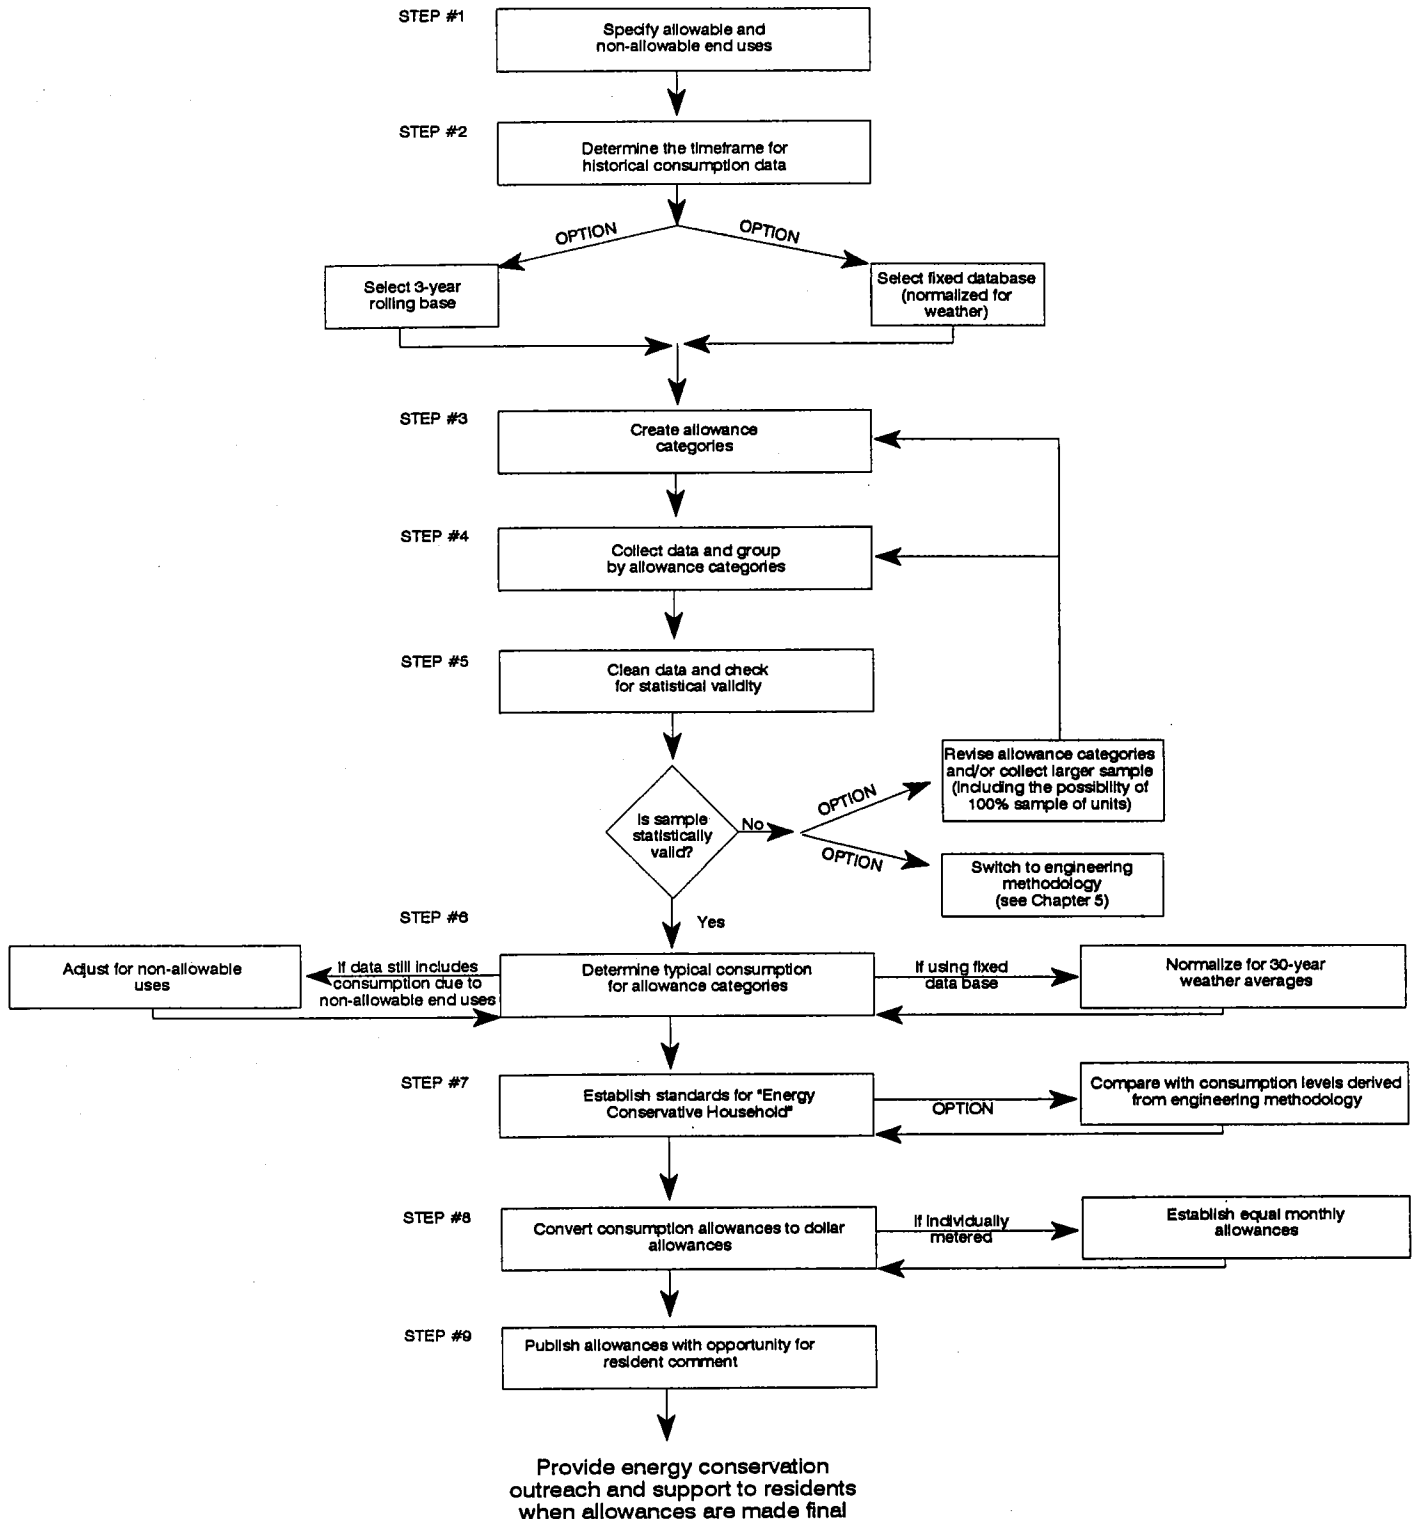 STEP #1
Specify allowable and
non-allowable end uses
STEP #2
Determine the timeframe for
historical consumption data
OPTION
OPTION
Select 3-year
rolling base
Select fixed database
(normalized for
weather)
STEP #3
Create allowance
categories
STEP #4
Collect data and group
by allowance categories
STEP #5
Clean data and check
for statistical validity
Revise allowance categories
and/or collect larger sample
(including the possibility of
100% sample of units)
OPTION
Is sample
statistically
valid?
No
OPTION
Switch to engineering
methodology
(see Chapter 5)
STEP #6
Yes
Adjust for non-allowable
uses
If data still includes
consumption due to
non-allowable end uses
Determine typical consumption
for allowance categories
If using fixed
data base
Normalize for 30-year
weather averages
STEP #7
Establish standards for "Energy
Conservative Household"
OPTION
Compare with consumption levels derived
from engineering methodology
STEP #8
Convert consumption allowances to dollar
allowances
If individually
metered
Establish equal monthly
allowances
STEP #9
Publish allowances with opportunity for
resident comment
Provide energy conservation
outreach and support to residents
when allowances are made final